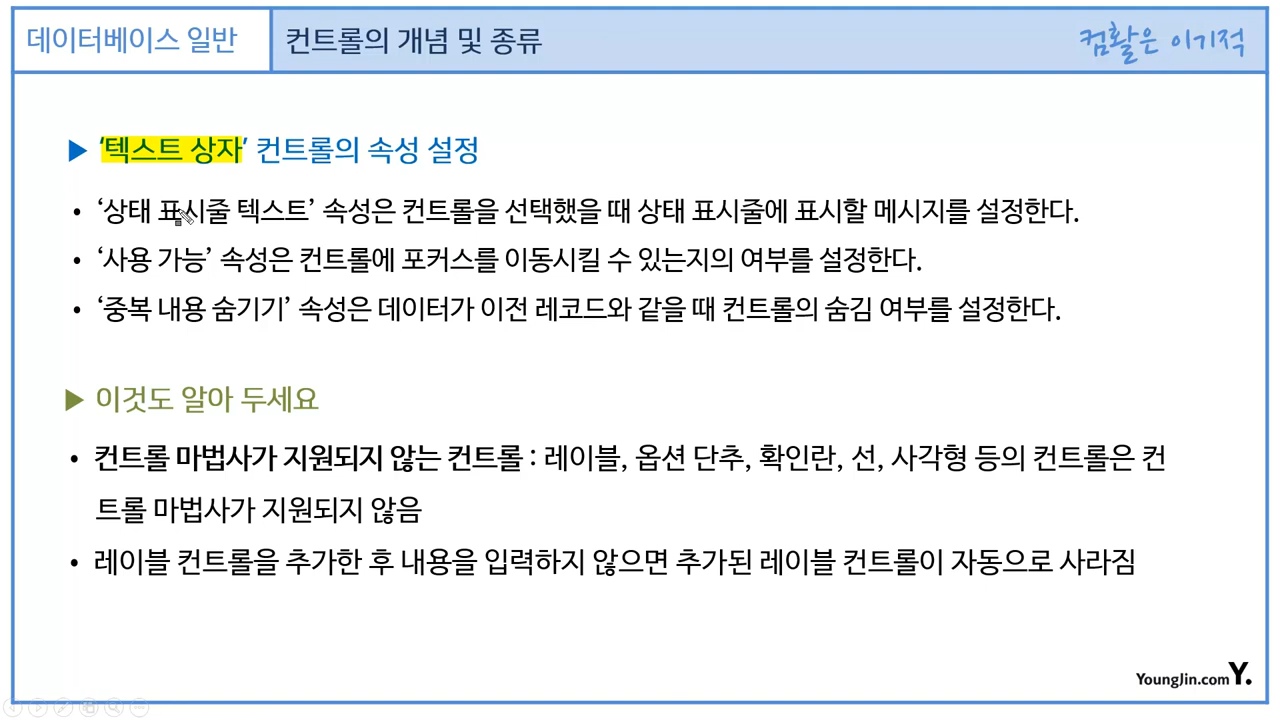 데이터베이스 일반
컨트롤의 개념 및 종류
컴활은 이기적
▶ ‘텍스트 상자’ 컨트롤의 속성 설정
• ‘상태 표시줄 텍스트’ 속성은 컨트롤을 선택했을 때 상태 표시줄에 표시할 메시지를 설정한다.
• ‘사용 가능’ 속성은 컨트롤에 포커스를 이동시킬 수 있는지의 여부를 설정한다.
• ‘중복 내용 숨기기’ 속성은 데이터가 이전 레코드와 같을 때 컨트롤의 숨김 여부를 설정한다.
▶ 이것도 알아 두세요
• 컨트롤 마법사가 지원되지 않는 컨트롤 : 레이블, 옵션 단추, 확인란, 선, 사각형 등의 컨트롤은 컨
트롤 마법사가 지원되지 않음
• 레이블 컨트롤을 추가한 후 내용을 입력하지 않으면 추가된 레이블 컨트롤이 자동으로 사라짐
YoungJin.com Y.